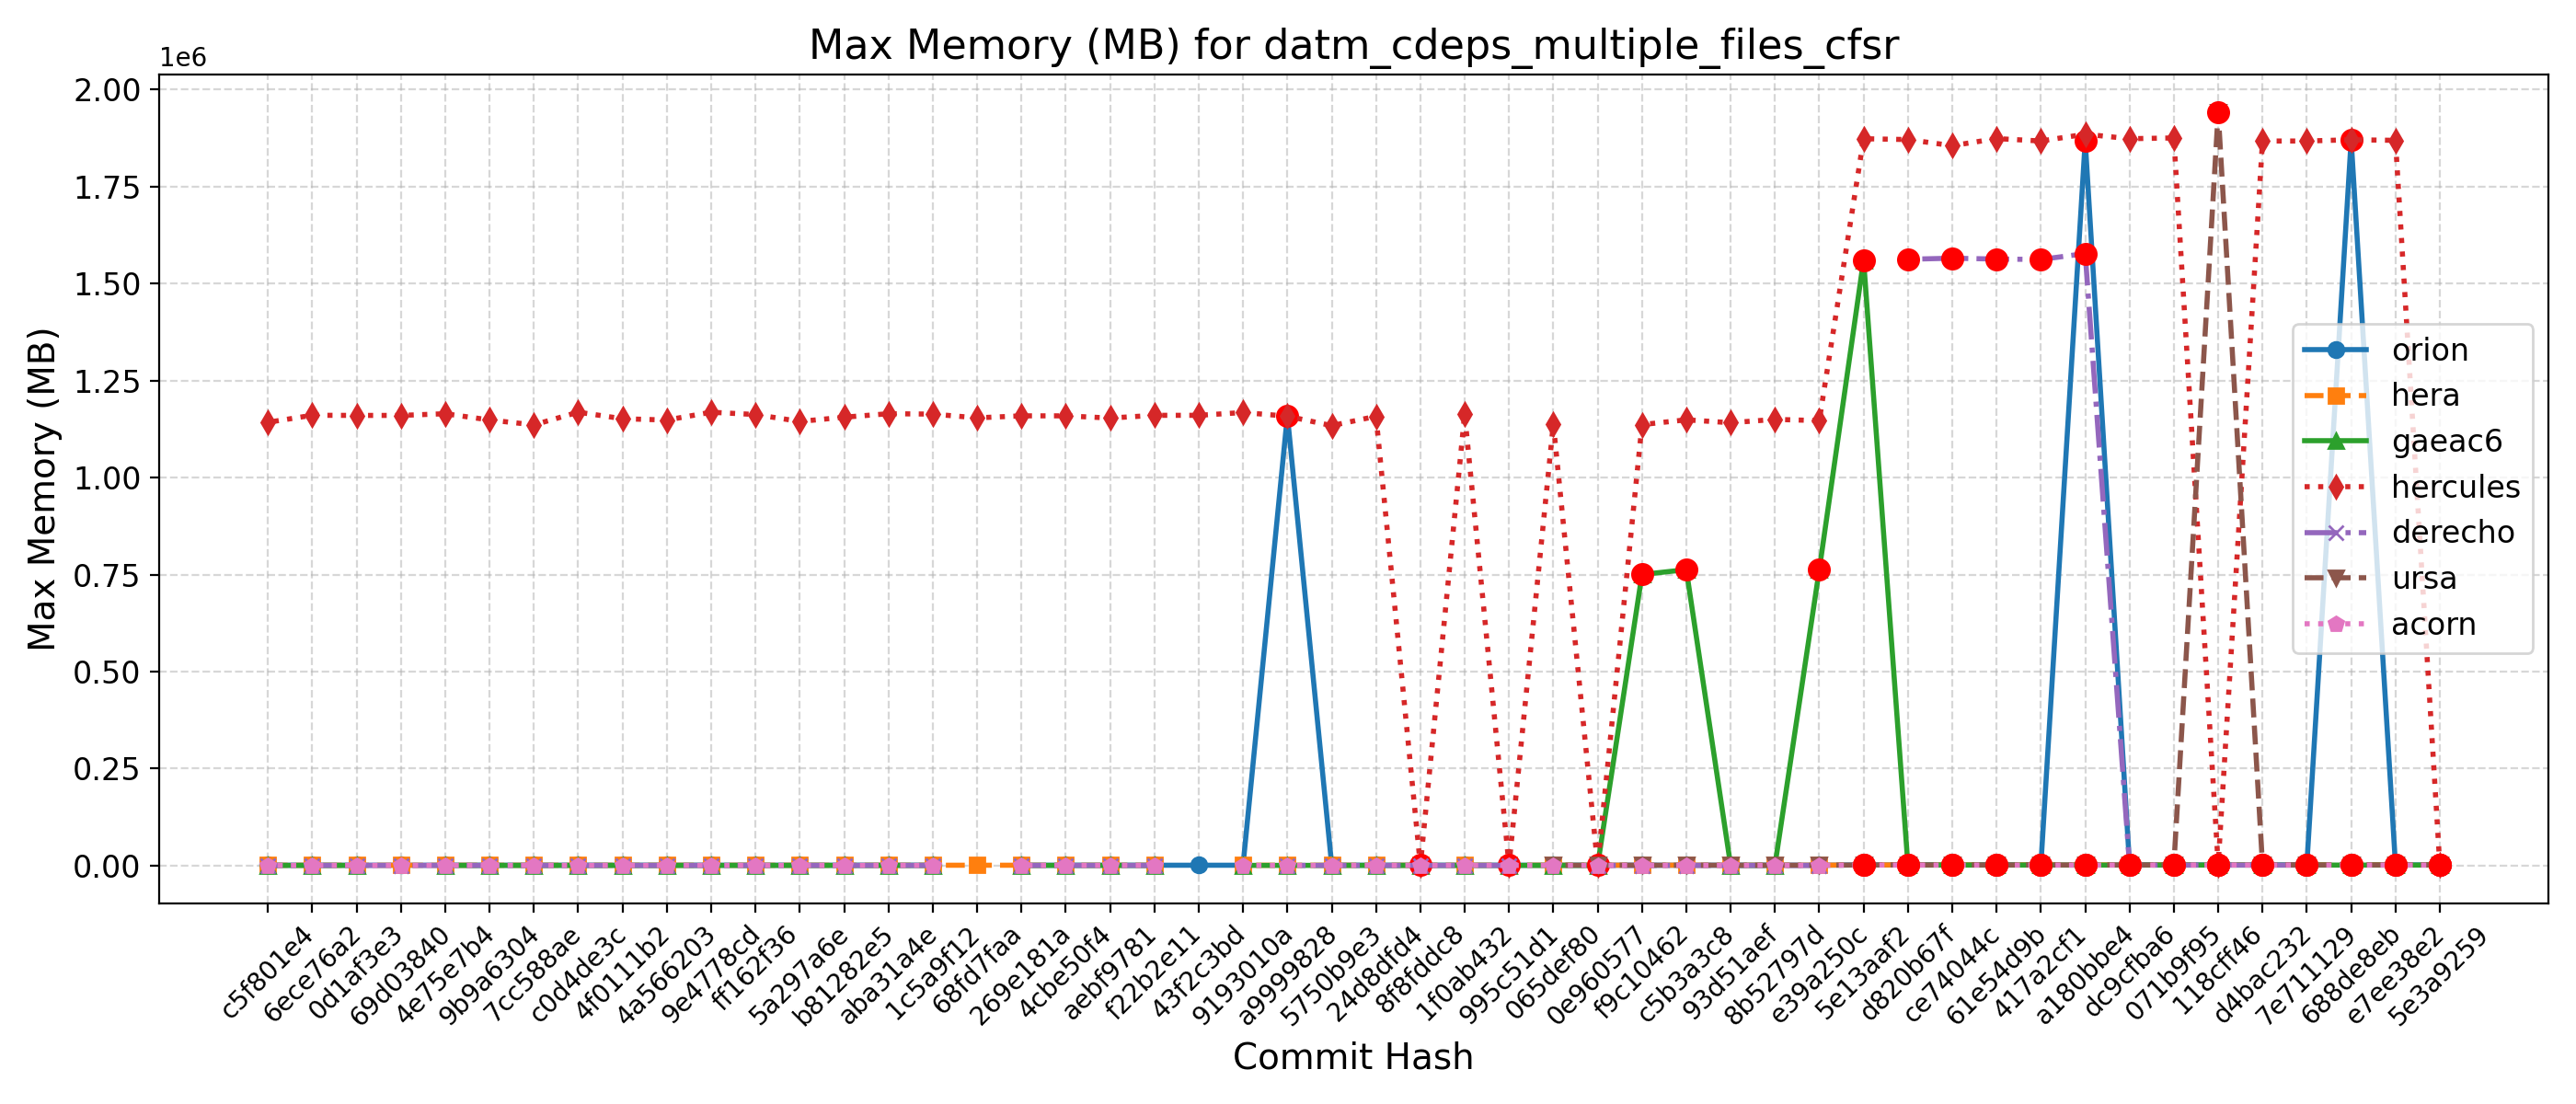 Max Memory (MB) for datm_cdeps_multiple_files_cfsr
1e6
2.00
1.75
1.50
1.25
1.00
0.75
0.50
0.25
0.00
Max Memory (MB)
orion
hera
gaeac6
hercules
derecho
ursa
acorn
c5f801e4
6ece76a2
0d1af3e3
69d03840
4e75e7b4
9b9a6304
7cc588ae
c0d4de3c
4f0111b2
4a566203
9e4778cd
ff162f36
5a297a6e
b81282e5
aba31a4e
1c5a9f12
68fd7faa
269e181a
4cbe50f4
aebf9781
f22b2e11
43f2c3bd
9193010a
a9999828
5750b9e3
24d8dfd4
8f8fddc8
1f0ab432
995c51d1
065def80
0e960577
f9c10462
c5b3a3c8
93d51aef
8b52797d
e39a250c
5e13aaf2
d820b67f
ce74044c
61e54d9b
417a2cf1
a180bbe4
dc9cfba6
071b9f95
118cff46
d4bac232
7e711129
688de8eb
e7ee38e2
5e3a9259
Commit Hash